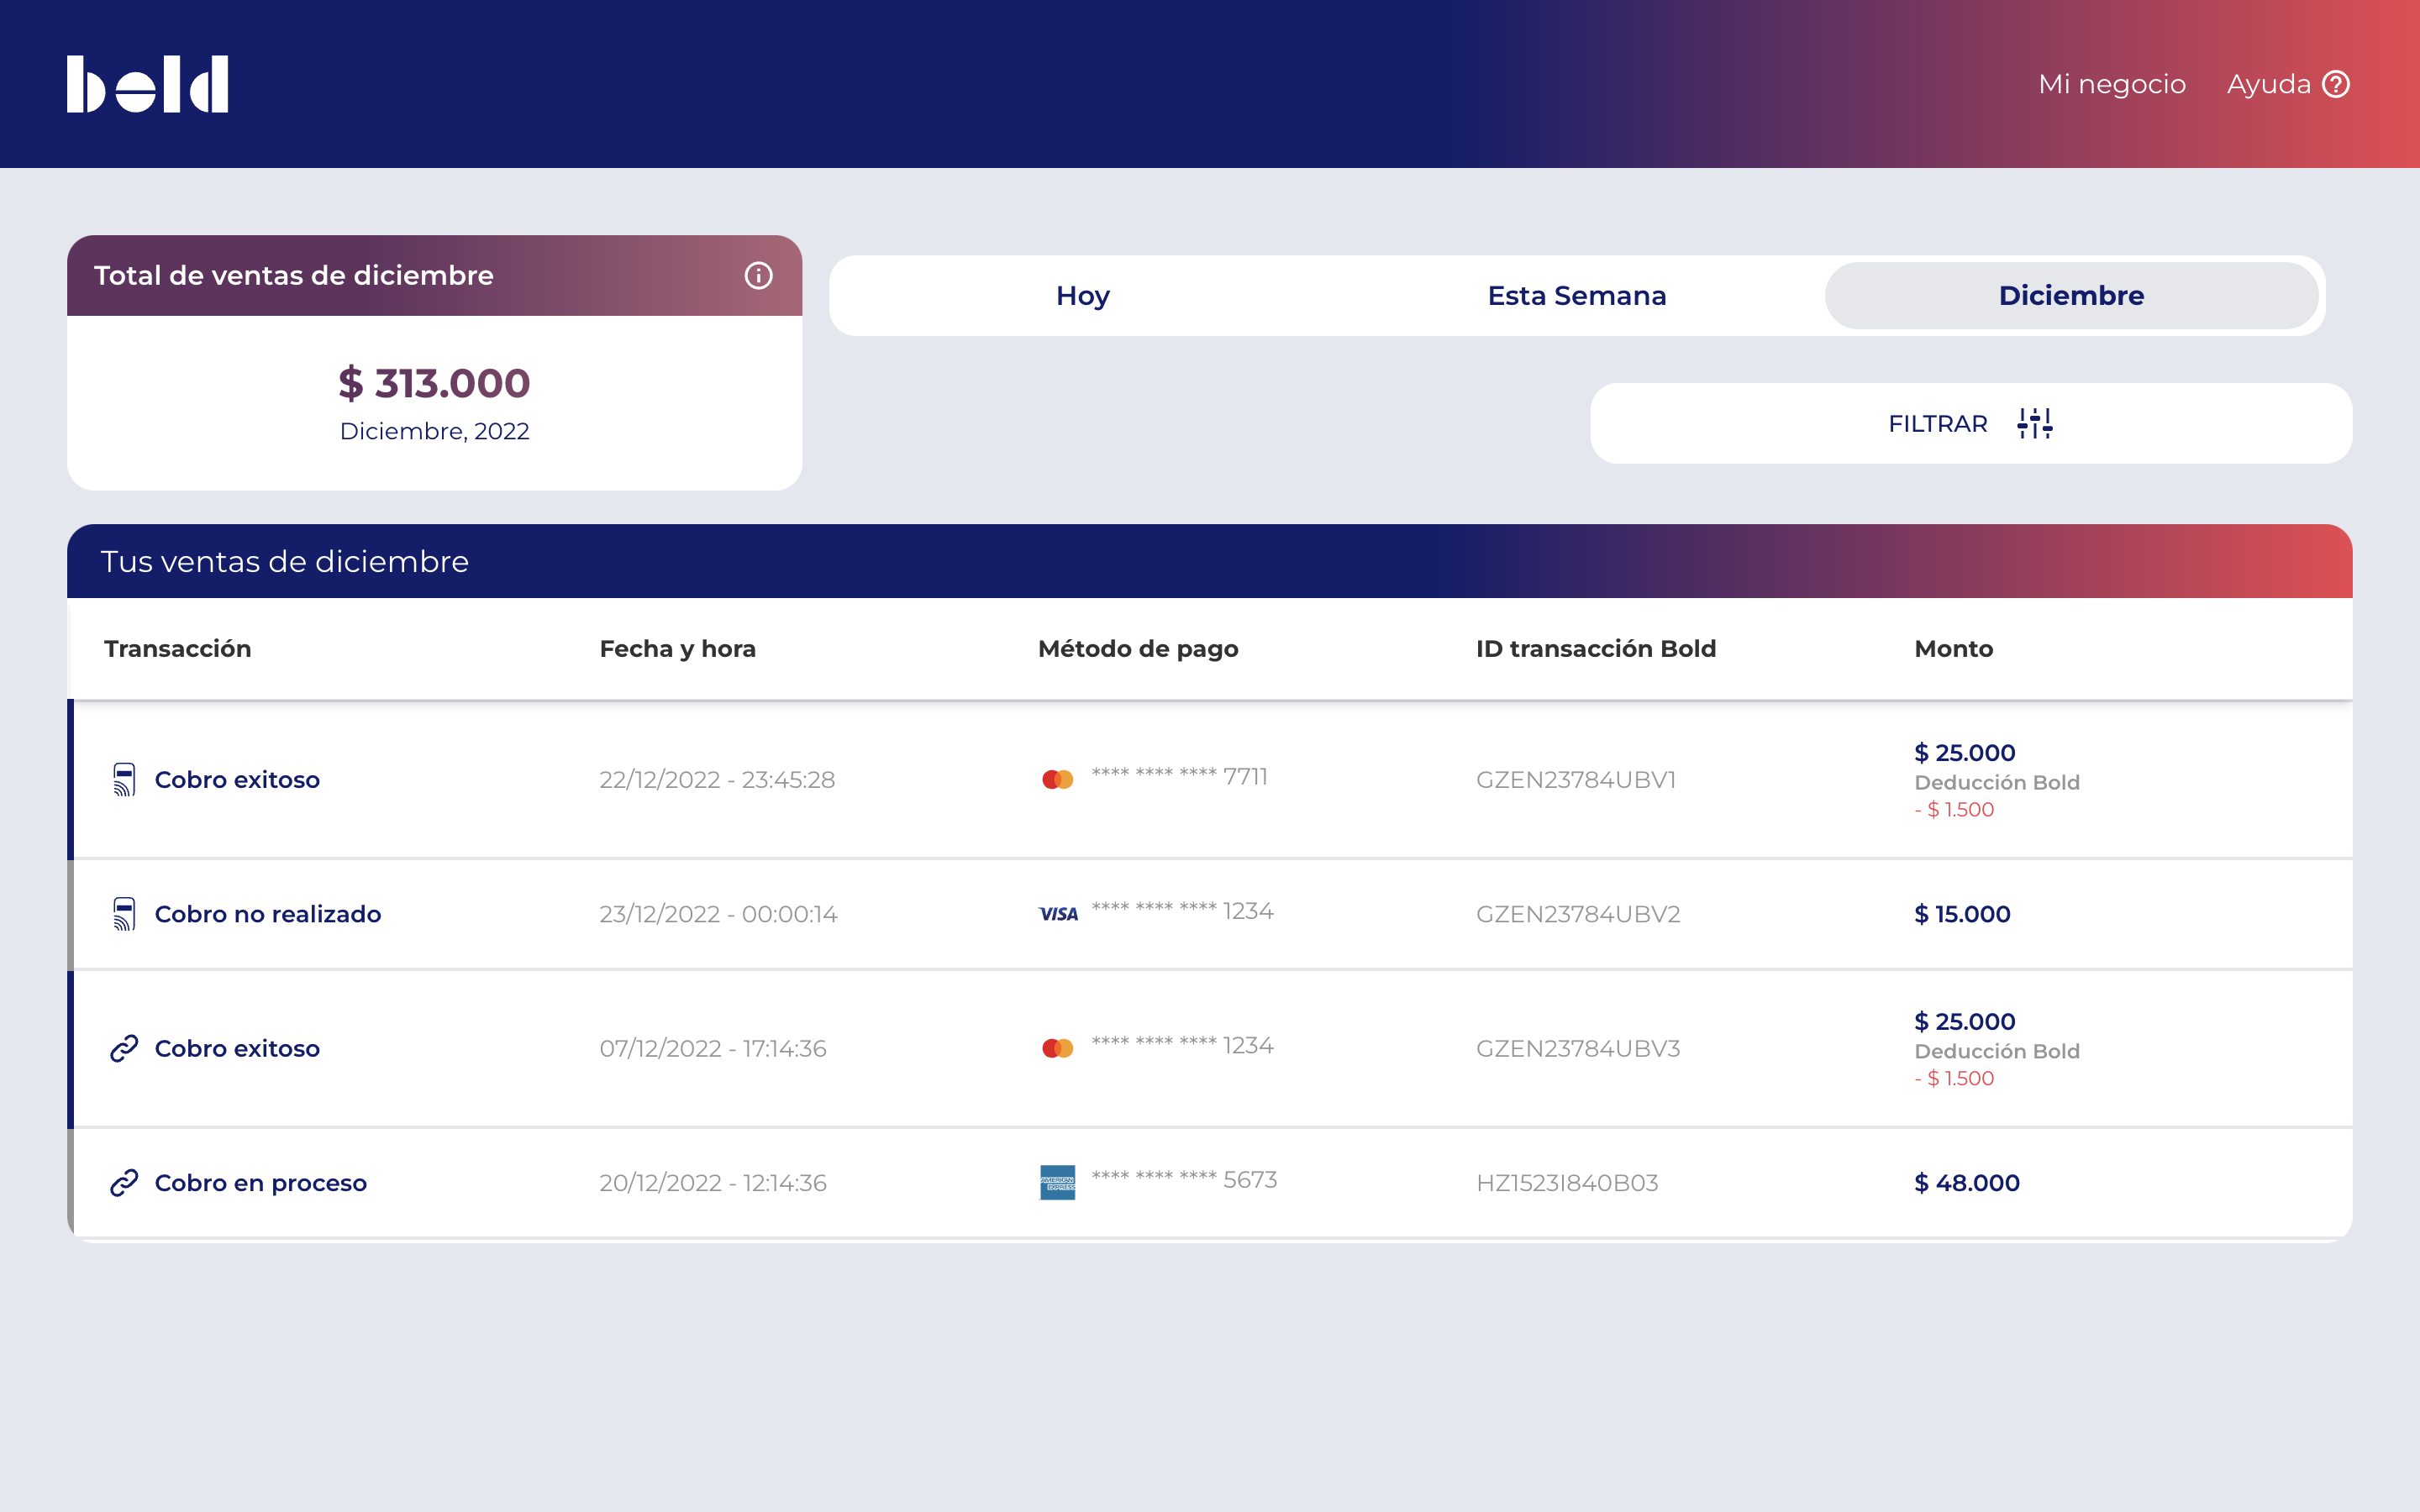 bold
Mi negocio Ayuda ?
Total de ventas de diciembre i
Hoy Esta Semana Diciembre
$ 313.000
Diciembre, 2022
FILTRAR
Tus ventas de diciembre
Transacción Fecha y hora Método de pago ID transacción Bold Monto
Cobro exitoso 22/12/2022 - 23:45:28 **** **** **** 7711 GZEN23784UBV1 $ 25.000
Deducción Bold
- $ 1.500
Cobro no realizado 23/12/2022 - 00:00:14 VISA **** **** **** 1234 GZEN23784UBV2 $ 15.000
Cobro exitoso 07/12/2022 - 17:14:36 **** **** **** 1234 GZEN23784UBV3 $ 25.000
Deducción Bold
- $ 1.500
Cobro en proceso 20/12/2022 - 12:14:36 AMERICAN EXPRESS **** **** **** 5673 HZ1523I840B03 $ 48.000